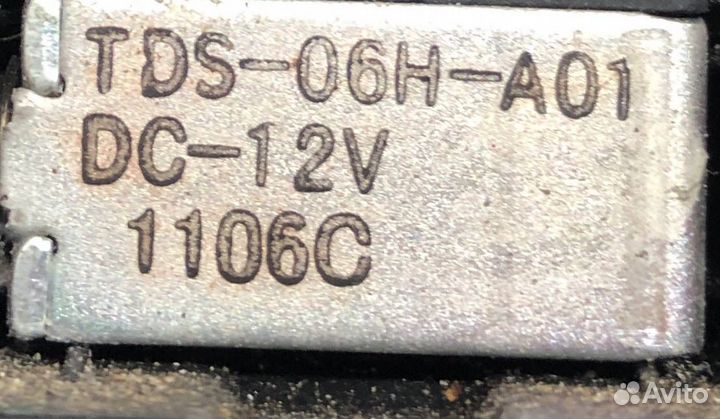 TDS-06H-A01
DC-12V
1106C
Avito